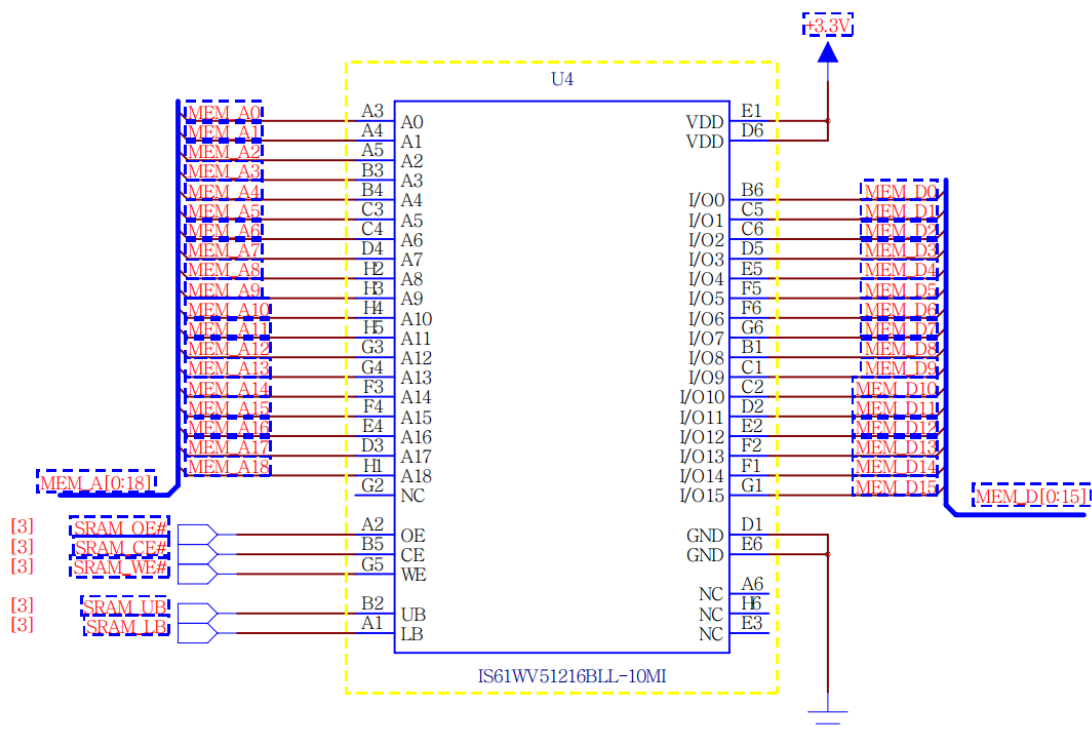 +3.3V
U4
MEM_A0 A3 A0
MEM_A1 A4 A1
MEM_A2 A5 A2
MEM_A3 B3 A3
MEM_A4 B4 A4
MEM_A5 C3 A5
MEM_A6 C4 A6
MEM_A7 D4 A7
MEM_A8 H2 A8
MEM_A9 H3 A9
MEM_A10 H4 A10
MEM_A11 H5 A11
MEM_A12 G3 A12
MEM_A13 G4 A13
MEM_A14 F3 A14
MEM_A15 F4 A15
MEM_A16 E4 A16
MEM_A17 D3 A17
MEM_A18 H1 A18
MEM_A[0:18]
G2 NC
[3] SRAM_OE# A2 OE
[3] SRAM_CE# B5 CE
[3] SRAM_WE# G5 WE
[3] SRAM_UB B2 UB
[3] SRAM_LB A1 LB
VDD E1
VDD D6
I/O0 B6 MEM_D0
I/O1 C5 MEM_D1
I/O2 C6 MEM_D2
I/O3 D5 MEM_D3
I/O4 E5 MEM_D4
I/O5 F5 MEM_D5
I/O6 F6 MEM_D6
I/O7 G6 MEM_D7
I/O8 B1 MEM_D8
I/O9 C1 MEM_D9
I/O10 C2 MEM_D10
I/O11 D2 MEM_D11
I/O12 E2 MEM_D12
I/O13 F2 MEM_D13
I/O14 F1 MEM_D14
I/O15 G1 MEM_D15
MEM_D[0:15]
GND D1
GND E6
NC A6
NC H6
NC E3
IS61WV51216BLL-10MI